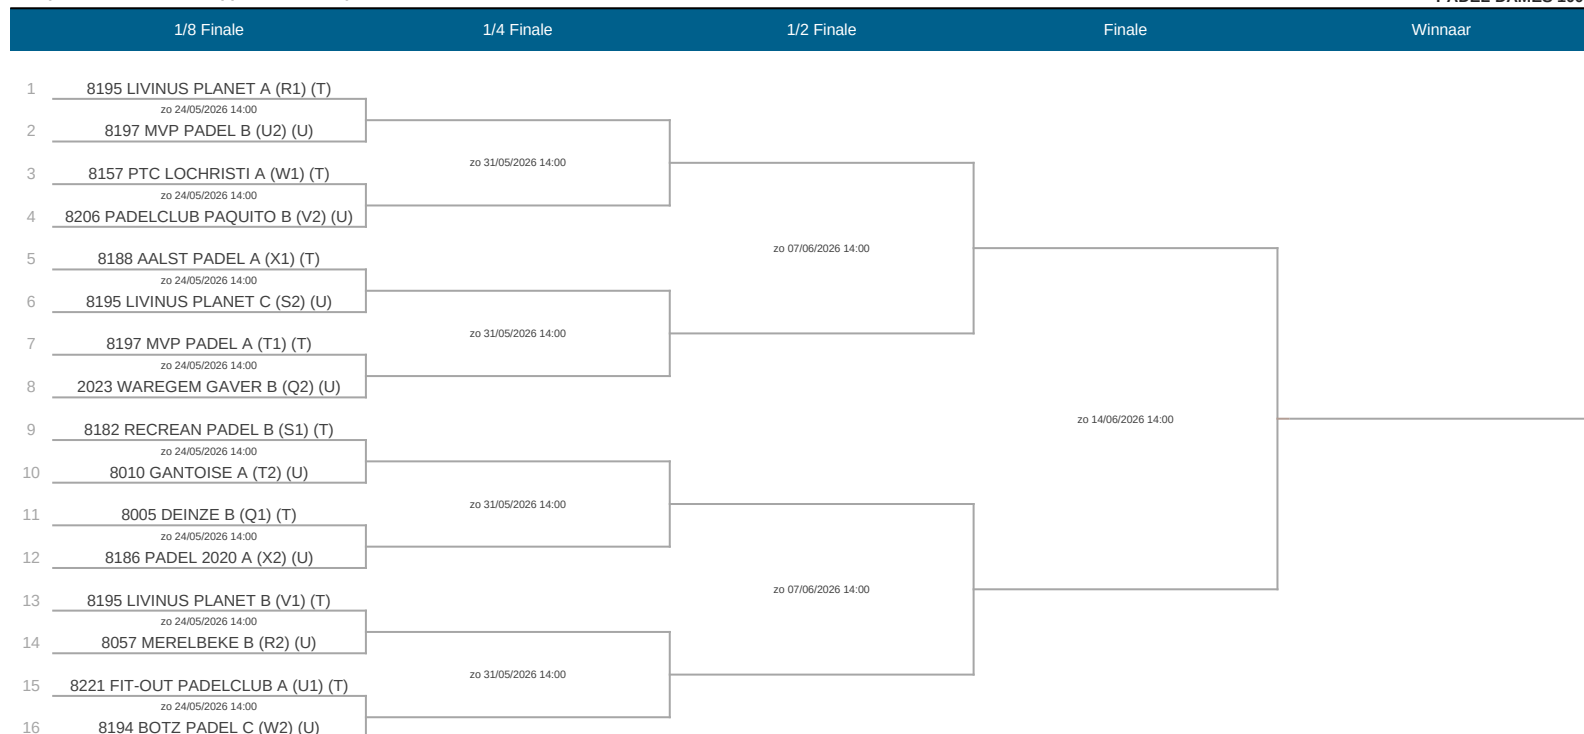 1/8 Finale 1/4 Finale 1/2 Finale Finale Winnaar
1 8195 LIVINUS PLANET A (R1) (T)
zo 24/05/2026 14:00
2 8197 MVP PADEL B (U2) (U)
zo 31/05/2026 14:00
3 8157 PTC LOCHRISTI A (W1) (T)
zo 24/05/2026 14:00
4 8206 PADELCLUB PAQUITO B (V2) (U)
zo 07/06/2026 14:00
5 8188 AALST PADEL A (X1) (T)
zo 24/05/2026 14:00
6 8195 LIVINUS PLANET C (S2) (U)
zo 31/05/2026 14:00
7 8197 MVP PADEL A (T1) (T)
zo 24/05/2026 14:00
8 2023 WAREGEM GAVER B (Q2) (U)
zo 14/06/2026 14:00
9 8182 RECREAN PADEL B (S1) (T)
zo 24/05/2026 14:00
10 8010 GANTOISE A (T2) (U)
zo 31/05/2026 14:00
11 8005 DEINZE B (Q1) (T)
zo 24/05/2026 14:00
12 8186 PADEL 2020 A (X2) (U)
zo 07/06/2026 14:00
13 8195 LIVINUS PLANET B (V1) (T)
zo 24/05/2026 14:00
14 8057 MERELBEKE B (R2) (U)
zo 31/05/2026 14:00
15 8221 FIT-OUT PADELCLUB A (U1) (T)
zo 24/05/2026 14:00
16 8194 BOTZ PADEL C (W2) (U)